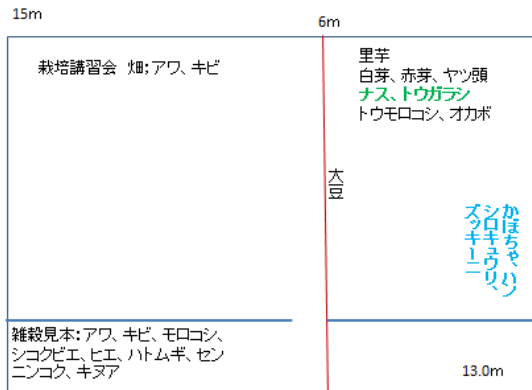 15m
6m
栽培講習会 畑;アワ、キビ
里芋
白芽、赤芽、ヤツ頭
ナス、トウガラシ
トウモロコシ、オカボ
大豆
かぼちゃ、ハン
シロキュウリ、
ズッキーニ
雑穀見本:アワ、キビ、モロコシ、
シコクビエ、ヒエ、ハトムギ、セン
ニンコク、キヌア
13.0m